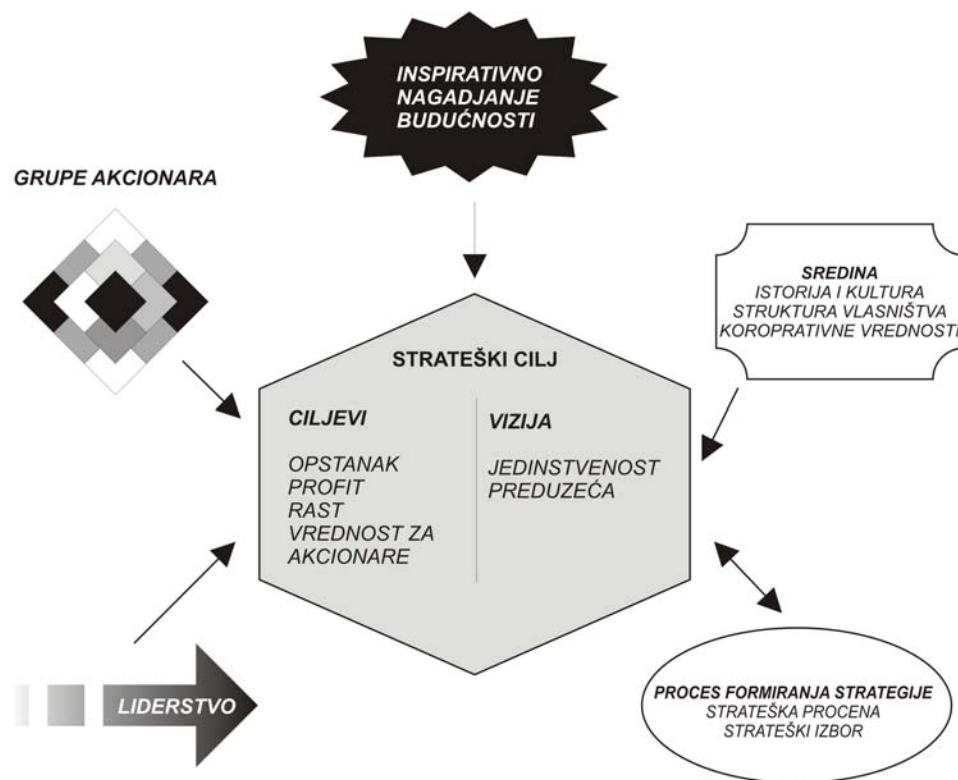 INSPIRATIVNO
NAGADJANJE
BUDUĆNOSTI
GRUPE AKCIONARA
SREDINA
ISTORIJA I KULTURA
STRUKTURA VLASNIŠTVA
KOROPRATIVNE VREDNOSTI
STRATEŠKI CILJ
CILJEVI
OPSTANAK
PROFIT
RAST
VREDNOST ZA
AKCIONARE
VIZIJA
JEDINSTVENOST
PREDUZEĆA
LIDERSTVO
PROCES FORMIRANJA STRATEGIJE
STRATEŠKA PROCENA
STRATEŠKI IZBOR